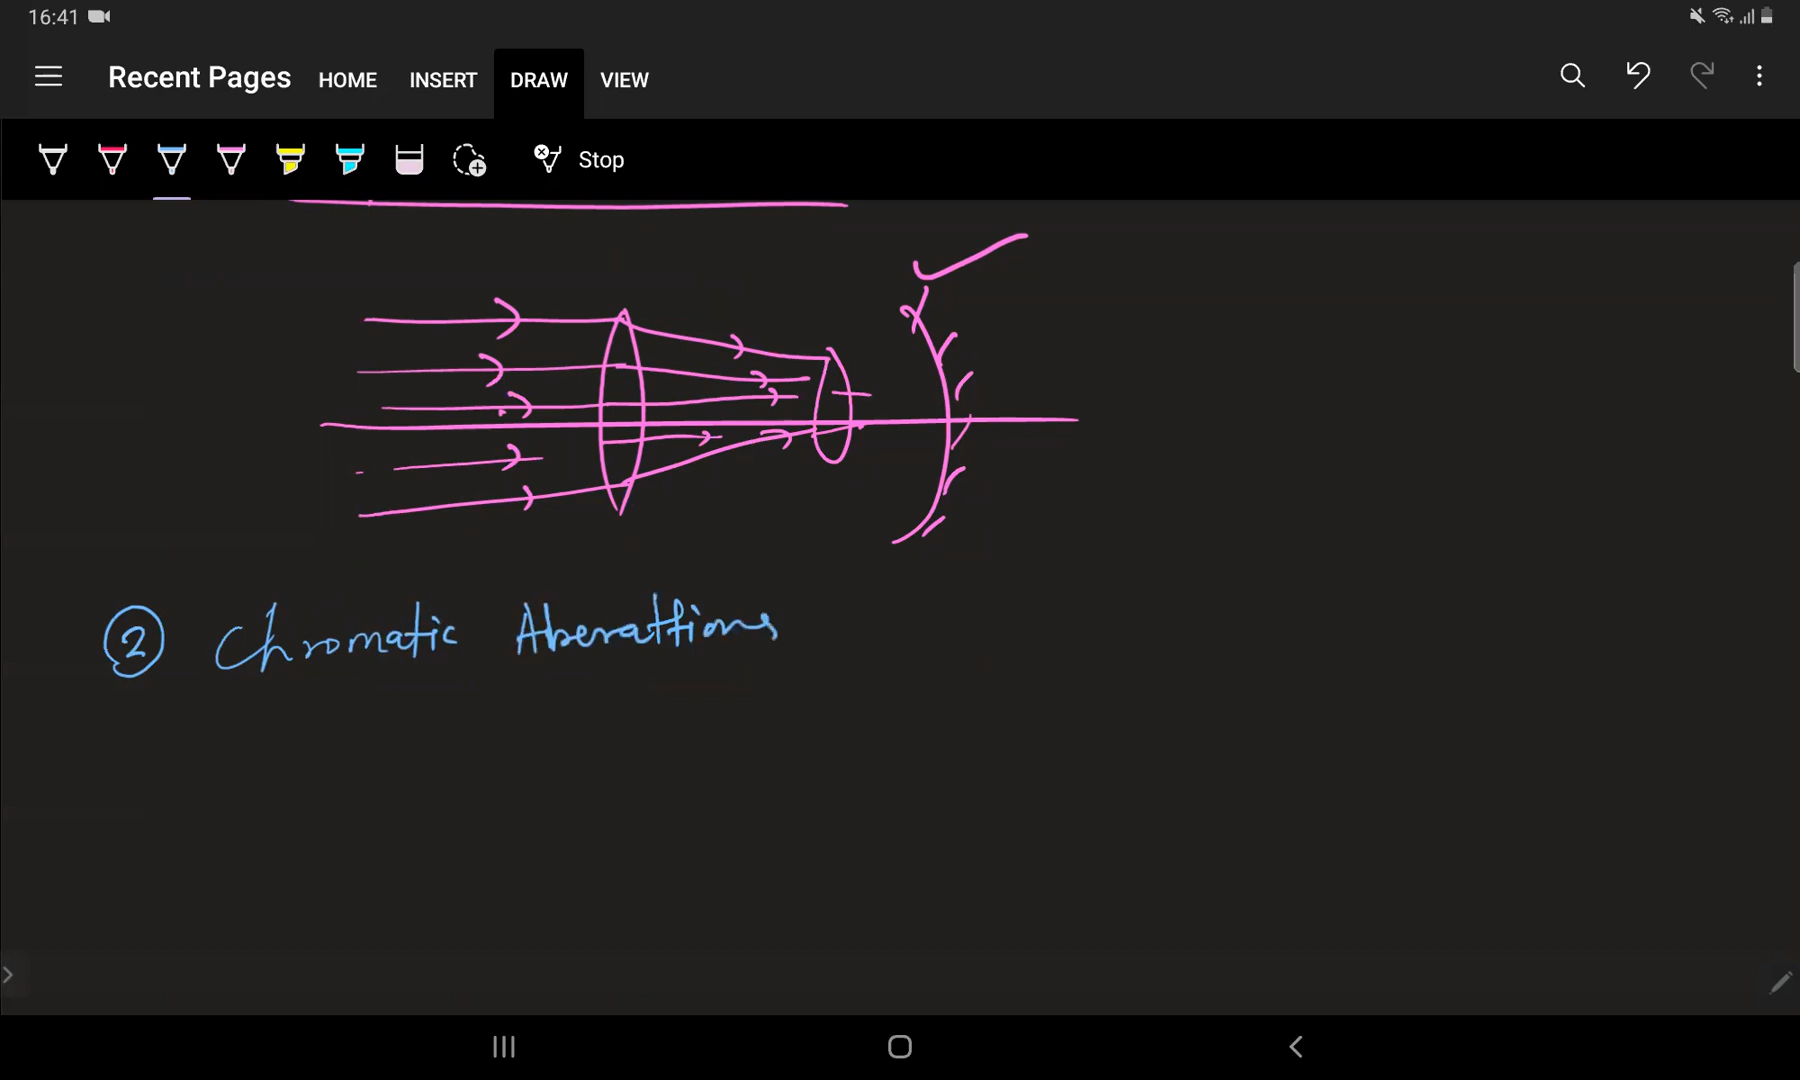 16:41
Recent Pages HOME INSERT DRAW VIEW
Stop
2 Chromatic Aberattions